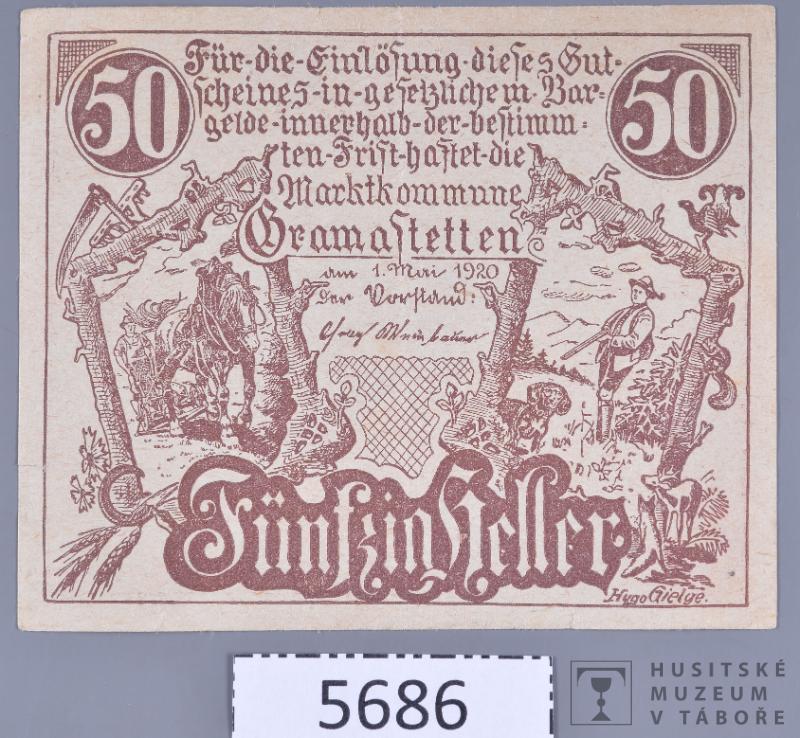 50
50
Für-die-Einlösung-dieses Gut-
scheines-in-gesetzlichem-Bar-
gelde-innerhalb-der-bestimm-
ten-Frist-haftet-die
Marktkommune
Gramastetten
am 1. Mai 1920
der Vorstand:
Fünfzig Heller
Hugo Gielge.
5686
HUSITSKÉ
MUZEUM
V TÁBOŘE